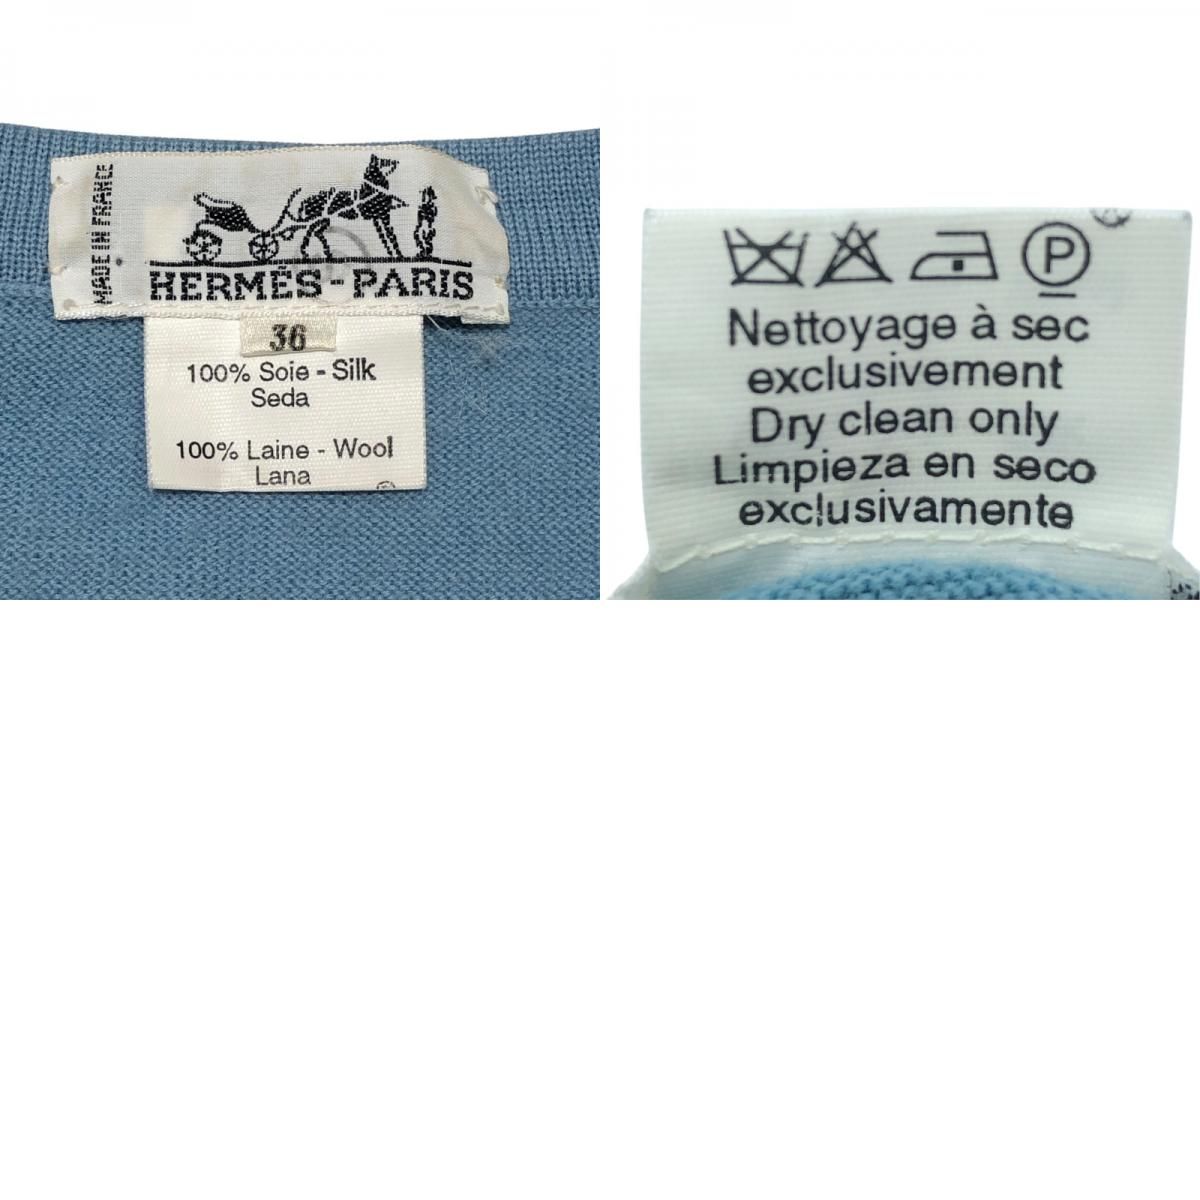 MADE IN FRANCE
HERMÈS-PARIS
36
100% Soie - Silk
Seda
100% Laine - Wool
Lana
P
Nettoyage à sec
exclusivement
Dry clean only
Limpieza en seco
exclusivamente